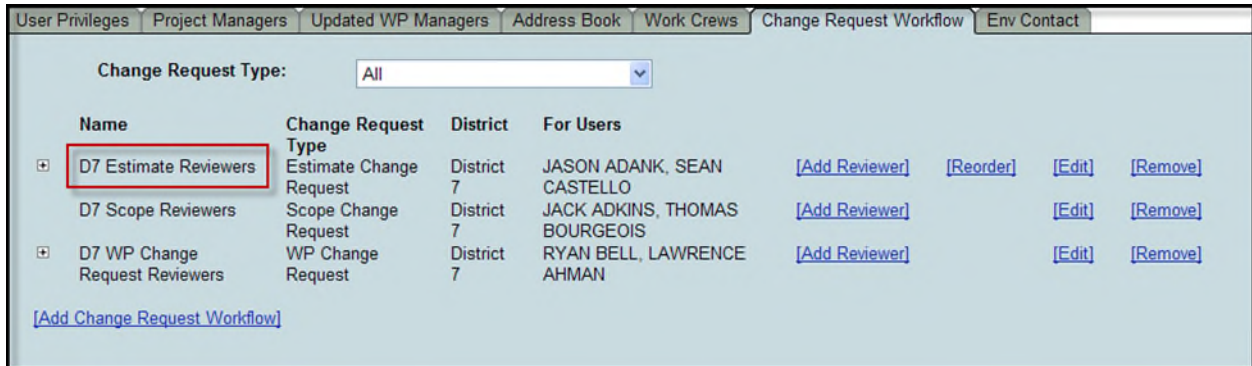 User Privileges Project Managers Updated WP Managers Address Book Work Crews Change Request Workflow Env Contact
Change Request Type: All
Name Change Request Type District For Users
D7 Estimate Reviewers Estimate Change Request District 7 JASON ADANK, SEAN CASTELLO [Add Reviewer] [Reorder] [Edit] [Remove]
D7 Scope Reviewers Scope Change Request District 7 JACK ADKINS, THOMAS BOURGEOIS [Add Reviewer] [Edit] [Remove]
D7 WP Change Request Reviewers WP Change Request District 7 RYAN BELL, LAWRENCE AHMAN [Add Reviewer] [Edit] [Remove]
[Add Change Request Workflow]